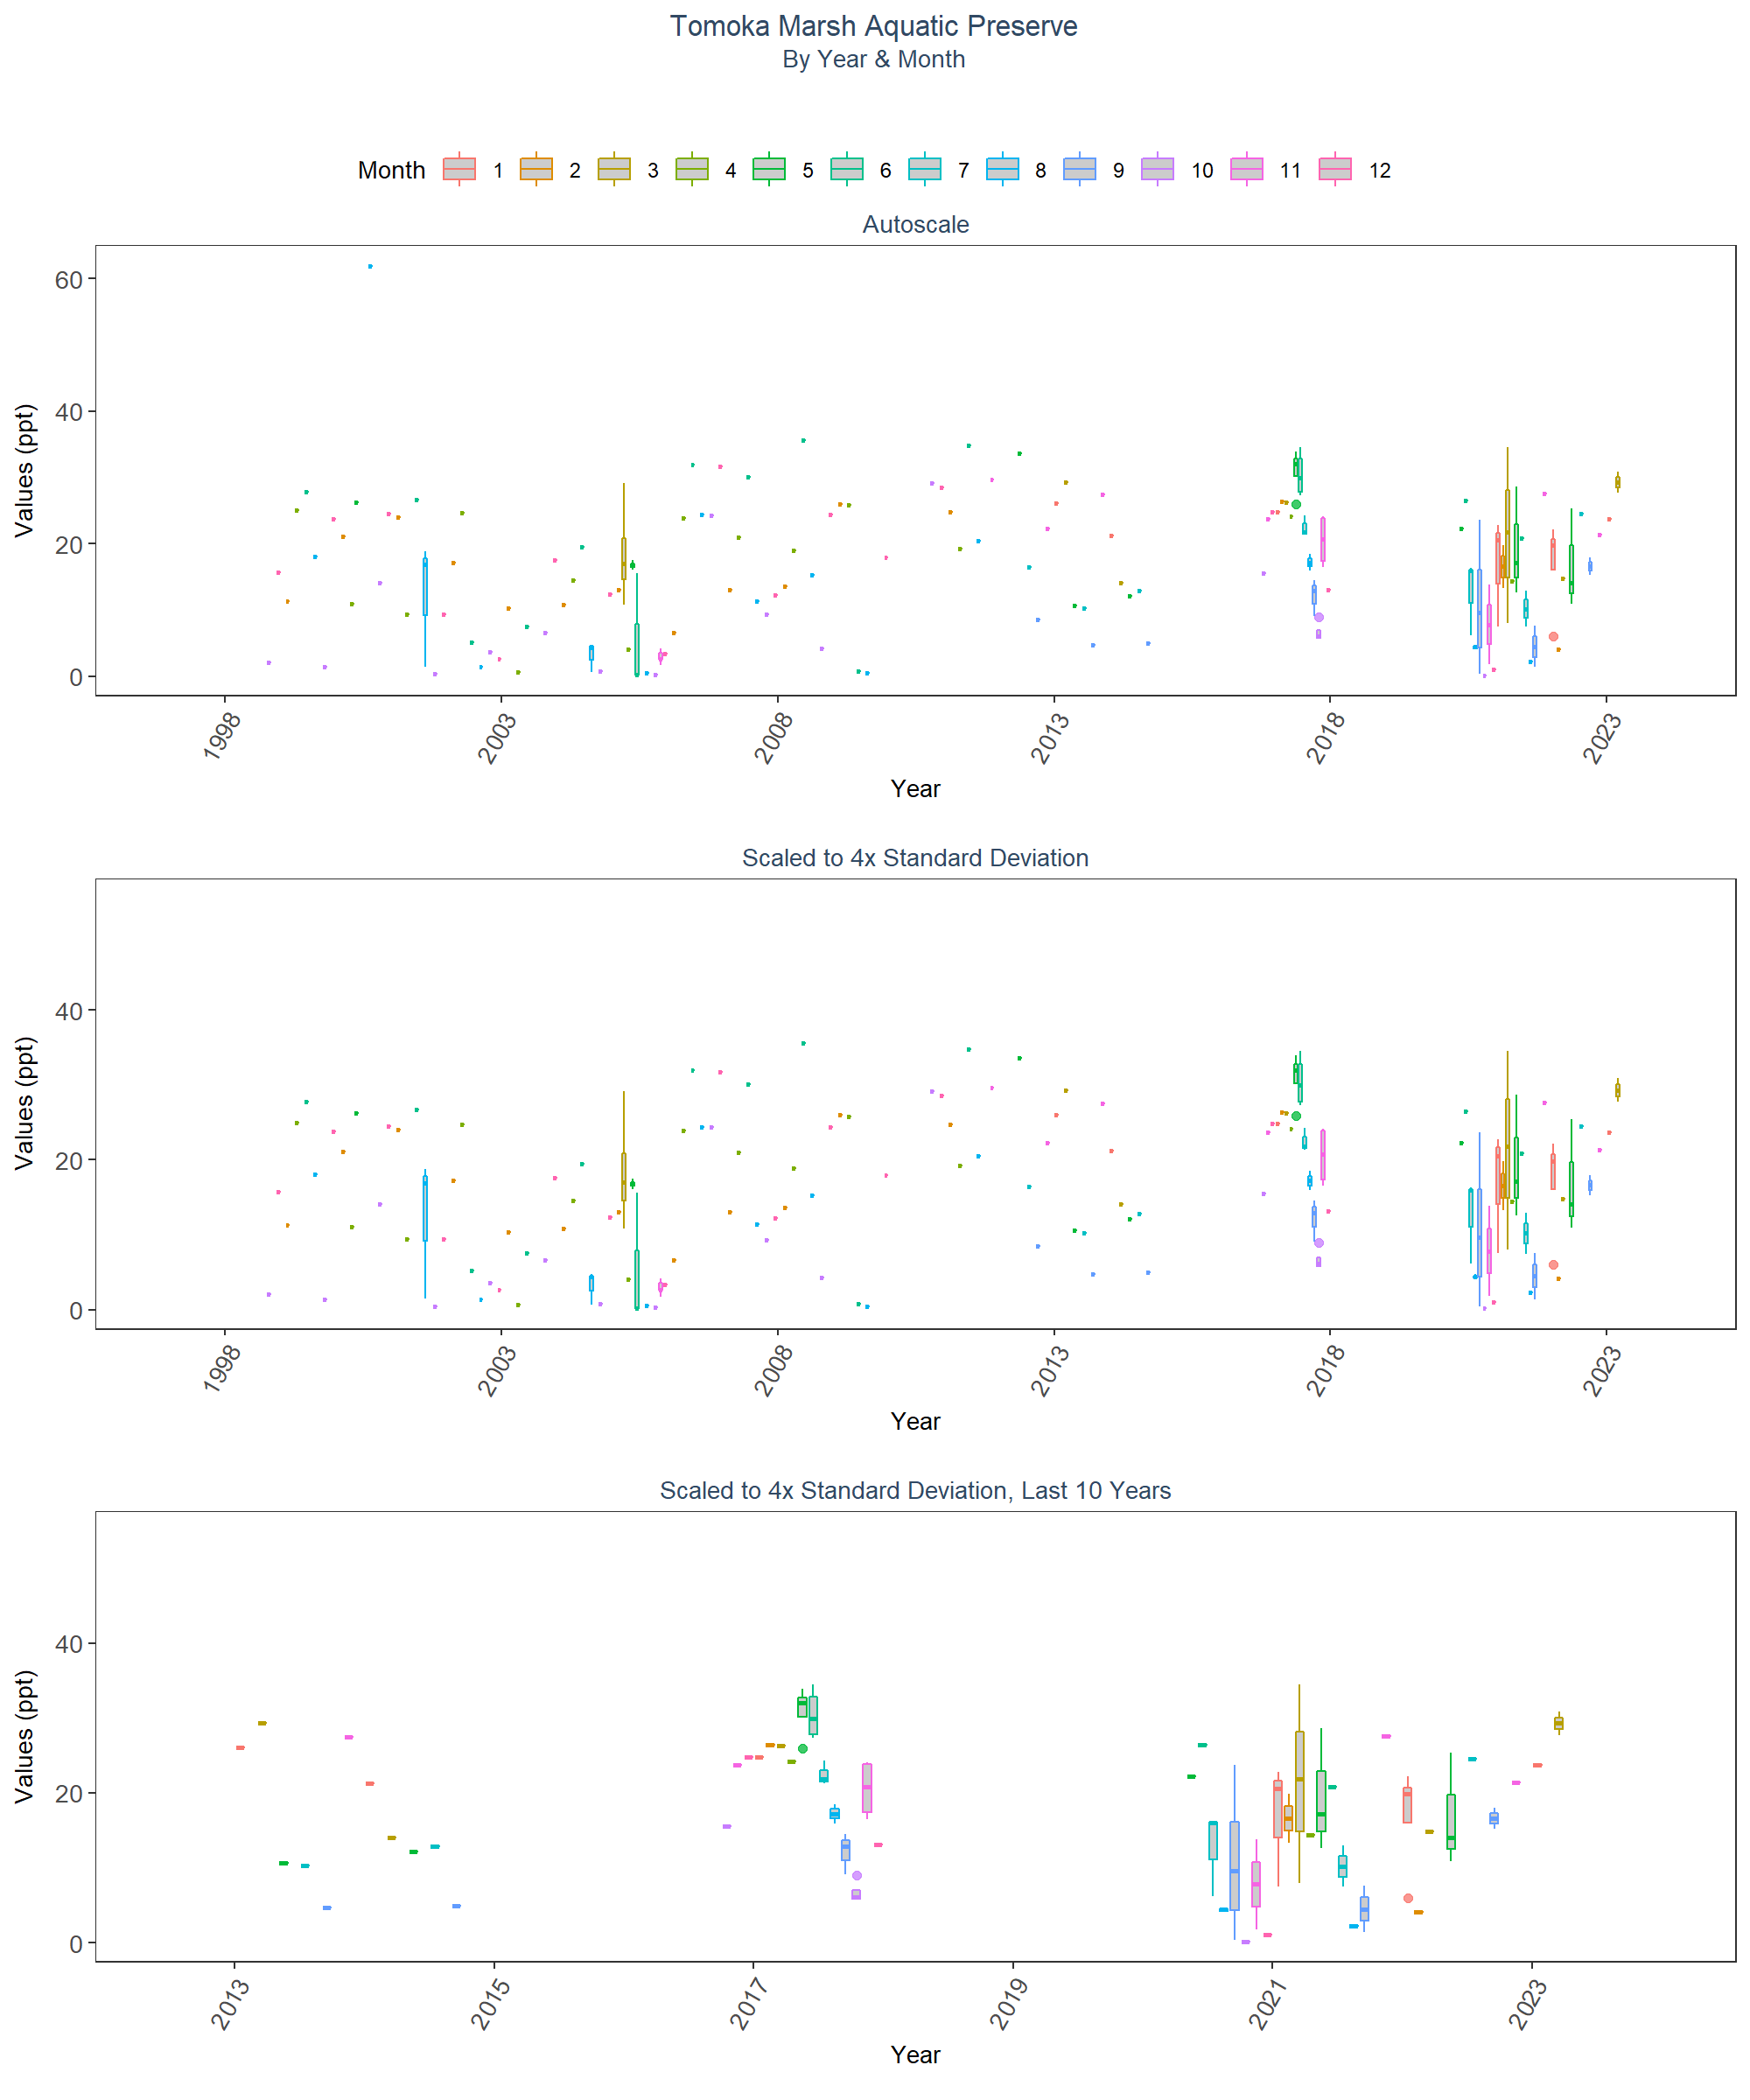 Tomoka Marsh Aquatic Preserve
By Year & Month
Month 1 2 3 4 5 6 7 8 9 10 11 12
Autoscale
Values (ppt)
60
40
20
0
1998 2003 2008 2013 2018 2023
Year
Scaled to 4x Standard Deviation
Values (ppt)
40
20
0
1998 2003 2008 2013 2018 2023
Year
Scaled to 4x Standard Deviation, Last 10 Years
Values (ppt)
40
20
0
2013 2015 2017 2019 2021 2023
Year